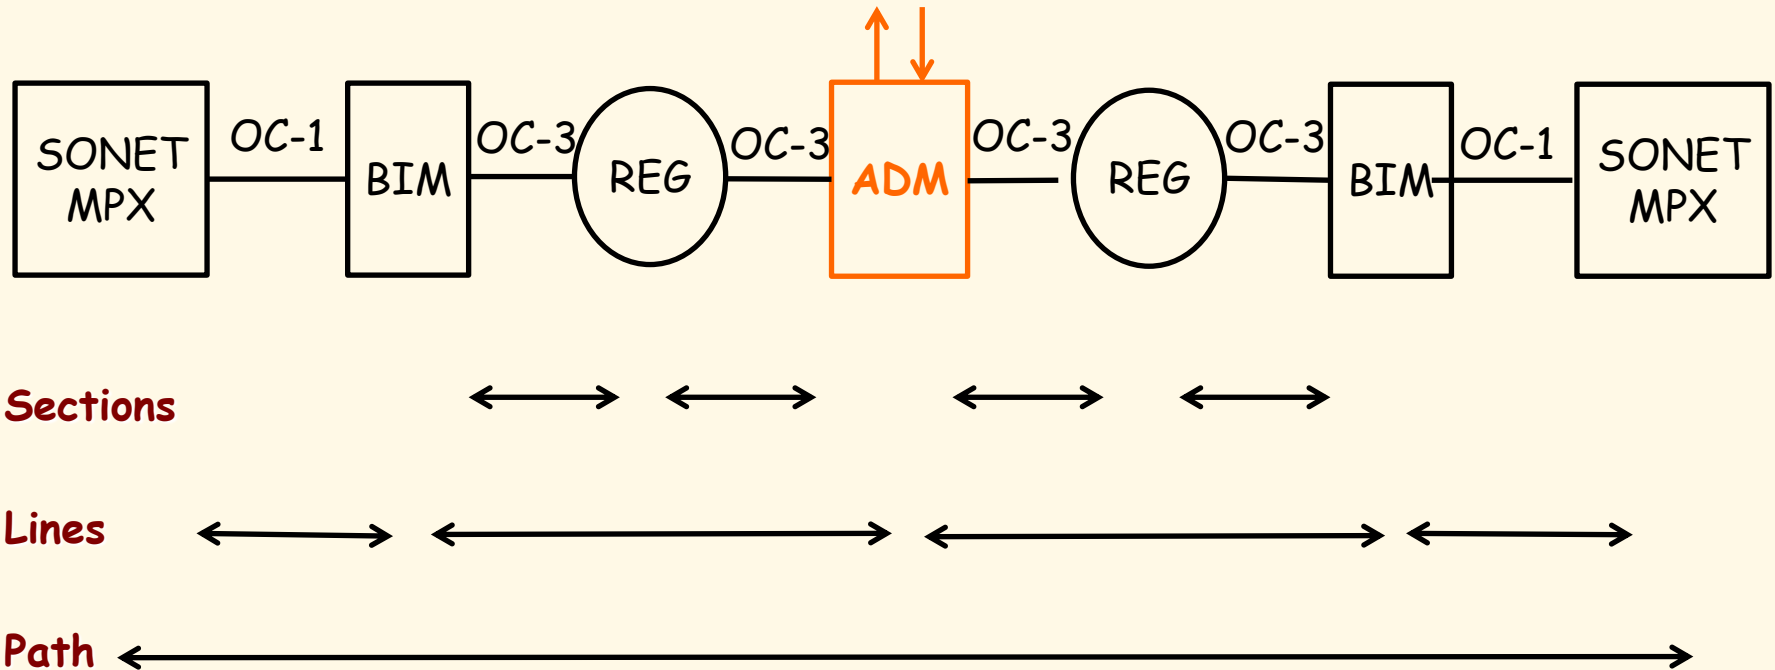 SONET
MPX
OC-1
BIM
OC-3
REG
OC-3
ADM
OC-3
REG
OC-3
BIM
OC-1
SONET
MPX
Sections
Lines
Path